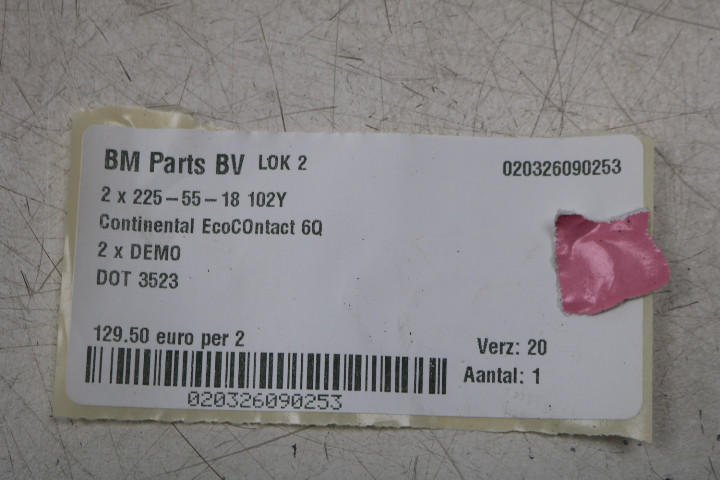 BM Parts BV LOK 2 020326090253
2 x 225-55-18 102Y
Continental EcoCOntact 6Q
2 x DEMO
DOT 3523
129.50 euro per 2
Verz: 20
Aantal: 1
020326090253